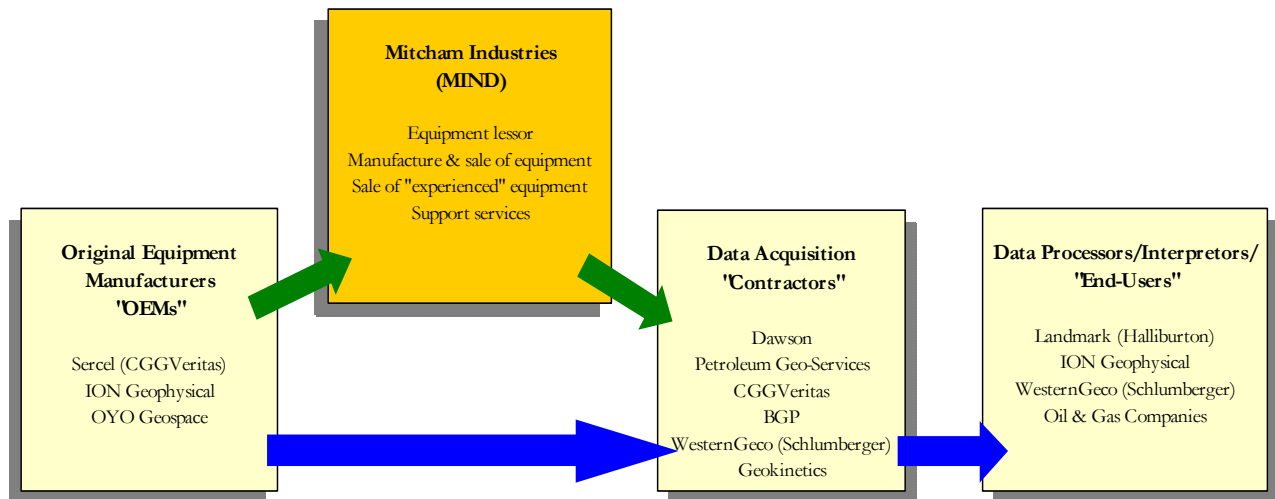 Mitcham Industries
(MIND)
Equipment lessor
Manufacture & sale of equipment
Sale of "experienced" equipment
Support services
Original Equipment
Manufacturers
"OEMs"
Sercel (CGGVeritas)
ION Geophysical
OYO Geospace
Data Acquisition
"Contractors"
Dawson
Petroleum Geo-Services
CGGVeritas
BGP
WesternGeco (Schlumberger)
Geokinetics
Data Processors/Interpretors/
"End-Users"
Landmark (Halliburton)
ION Geophysical
WesternGeco (Schlumberger)
Oil & Gas Companies